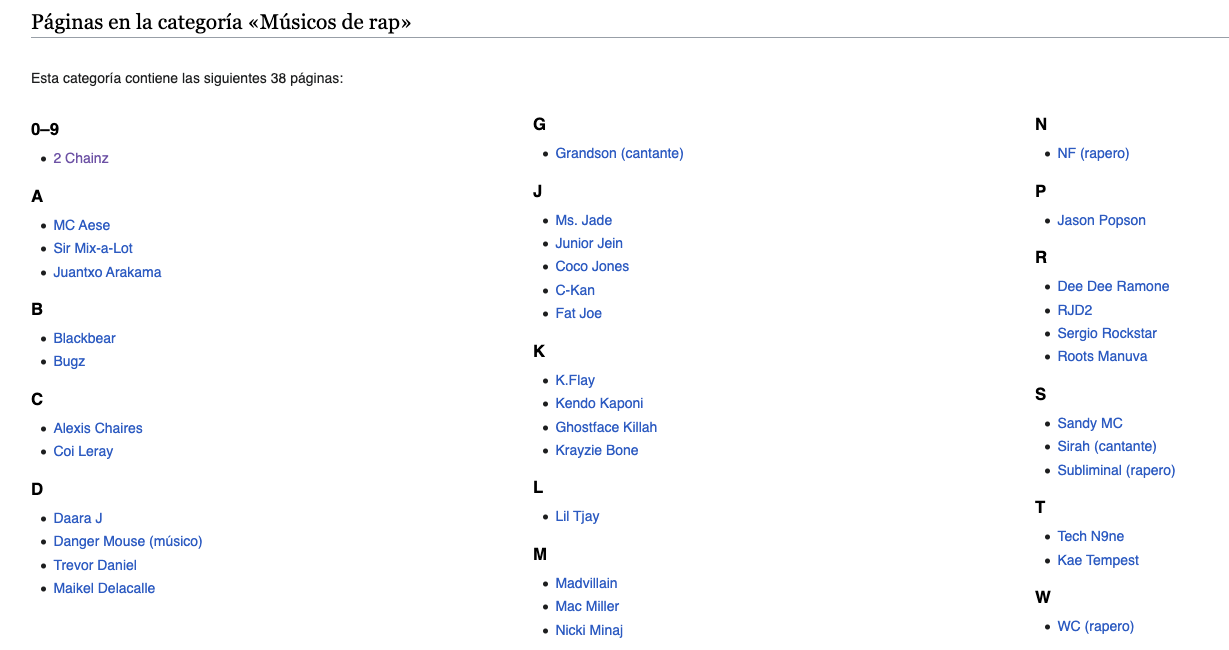 Páginas en la categoría «Músicos de rap»
Esta categoría contiene las siguientes 38 páginas:
0–9
2 Chainz
A
MC Aese
Sir Mix-a-Lot
Juantxo Arakama
B
Blackbear
Bugz
C
Alexis Chaires
Coi Leray
D
Daara J
Danger Mouse (músico)
Trevor Daniel
Maikel Delacalle
G
Grandson (cantante)
J
Ms. Jade
Junior Jein
Coco Jones
C-Kan
Fat Joe
K
K.Flay
Kendo Kaponi
Ghostface Killah
Krayzie Bone
L
Lil Tjay
M
Madvillain
Mac Miller
Nicki Minaj
N
NF (rapero)
P
Jason Popson
R
Dee Dee Ramone
RJD2
Sergio Rockstar
Roots Manuva
S
Sandy MC
Sirah (cantante)
Subliminal (rapero)
T
Tech N9ne
Kae Tempest
W
WC (rapero)